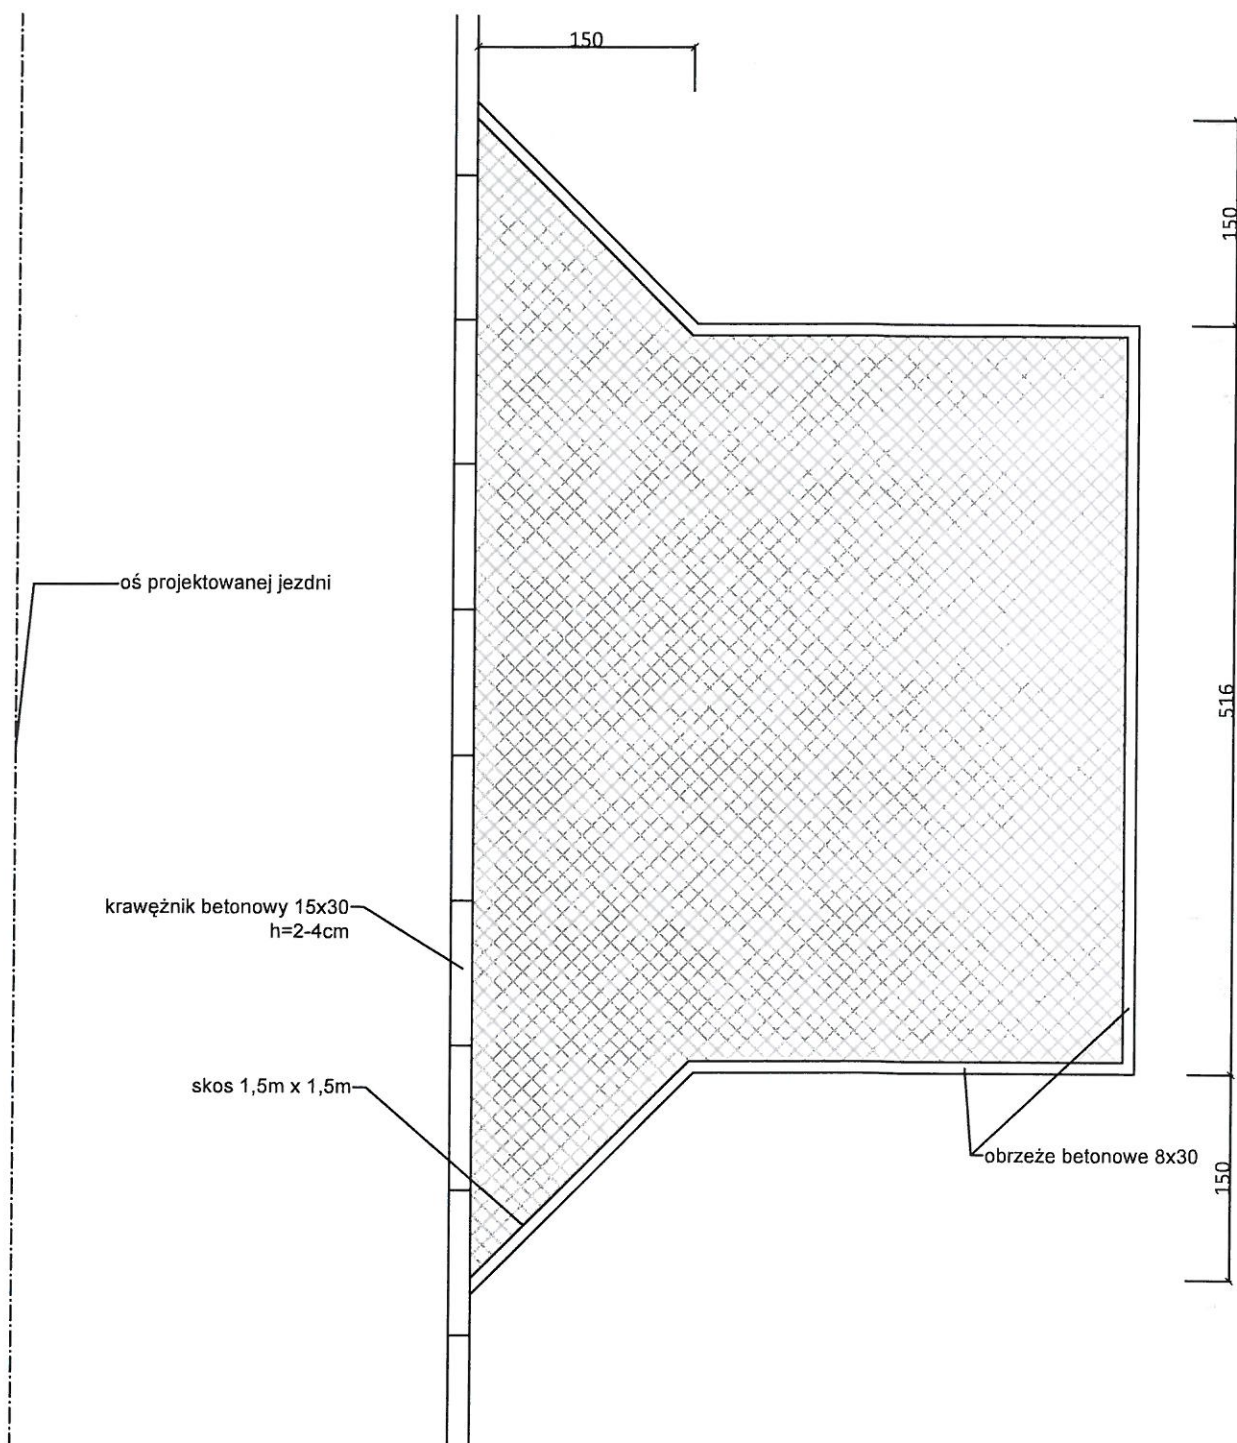 150
150
oś projektowanej jezdni
516
krawężnik betonowy 15x30
h=2-4cm
skos 1,5m x 1,5m
obrzeże betonowe 8x30
150